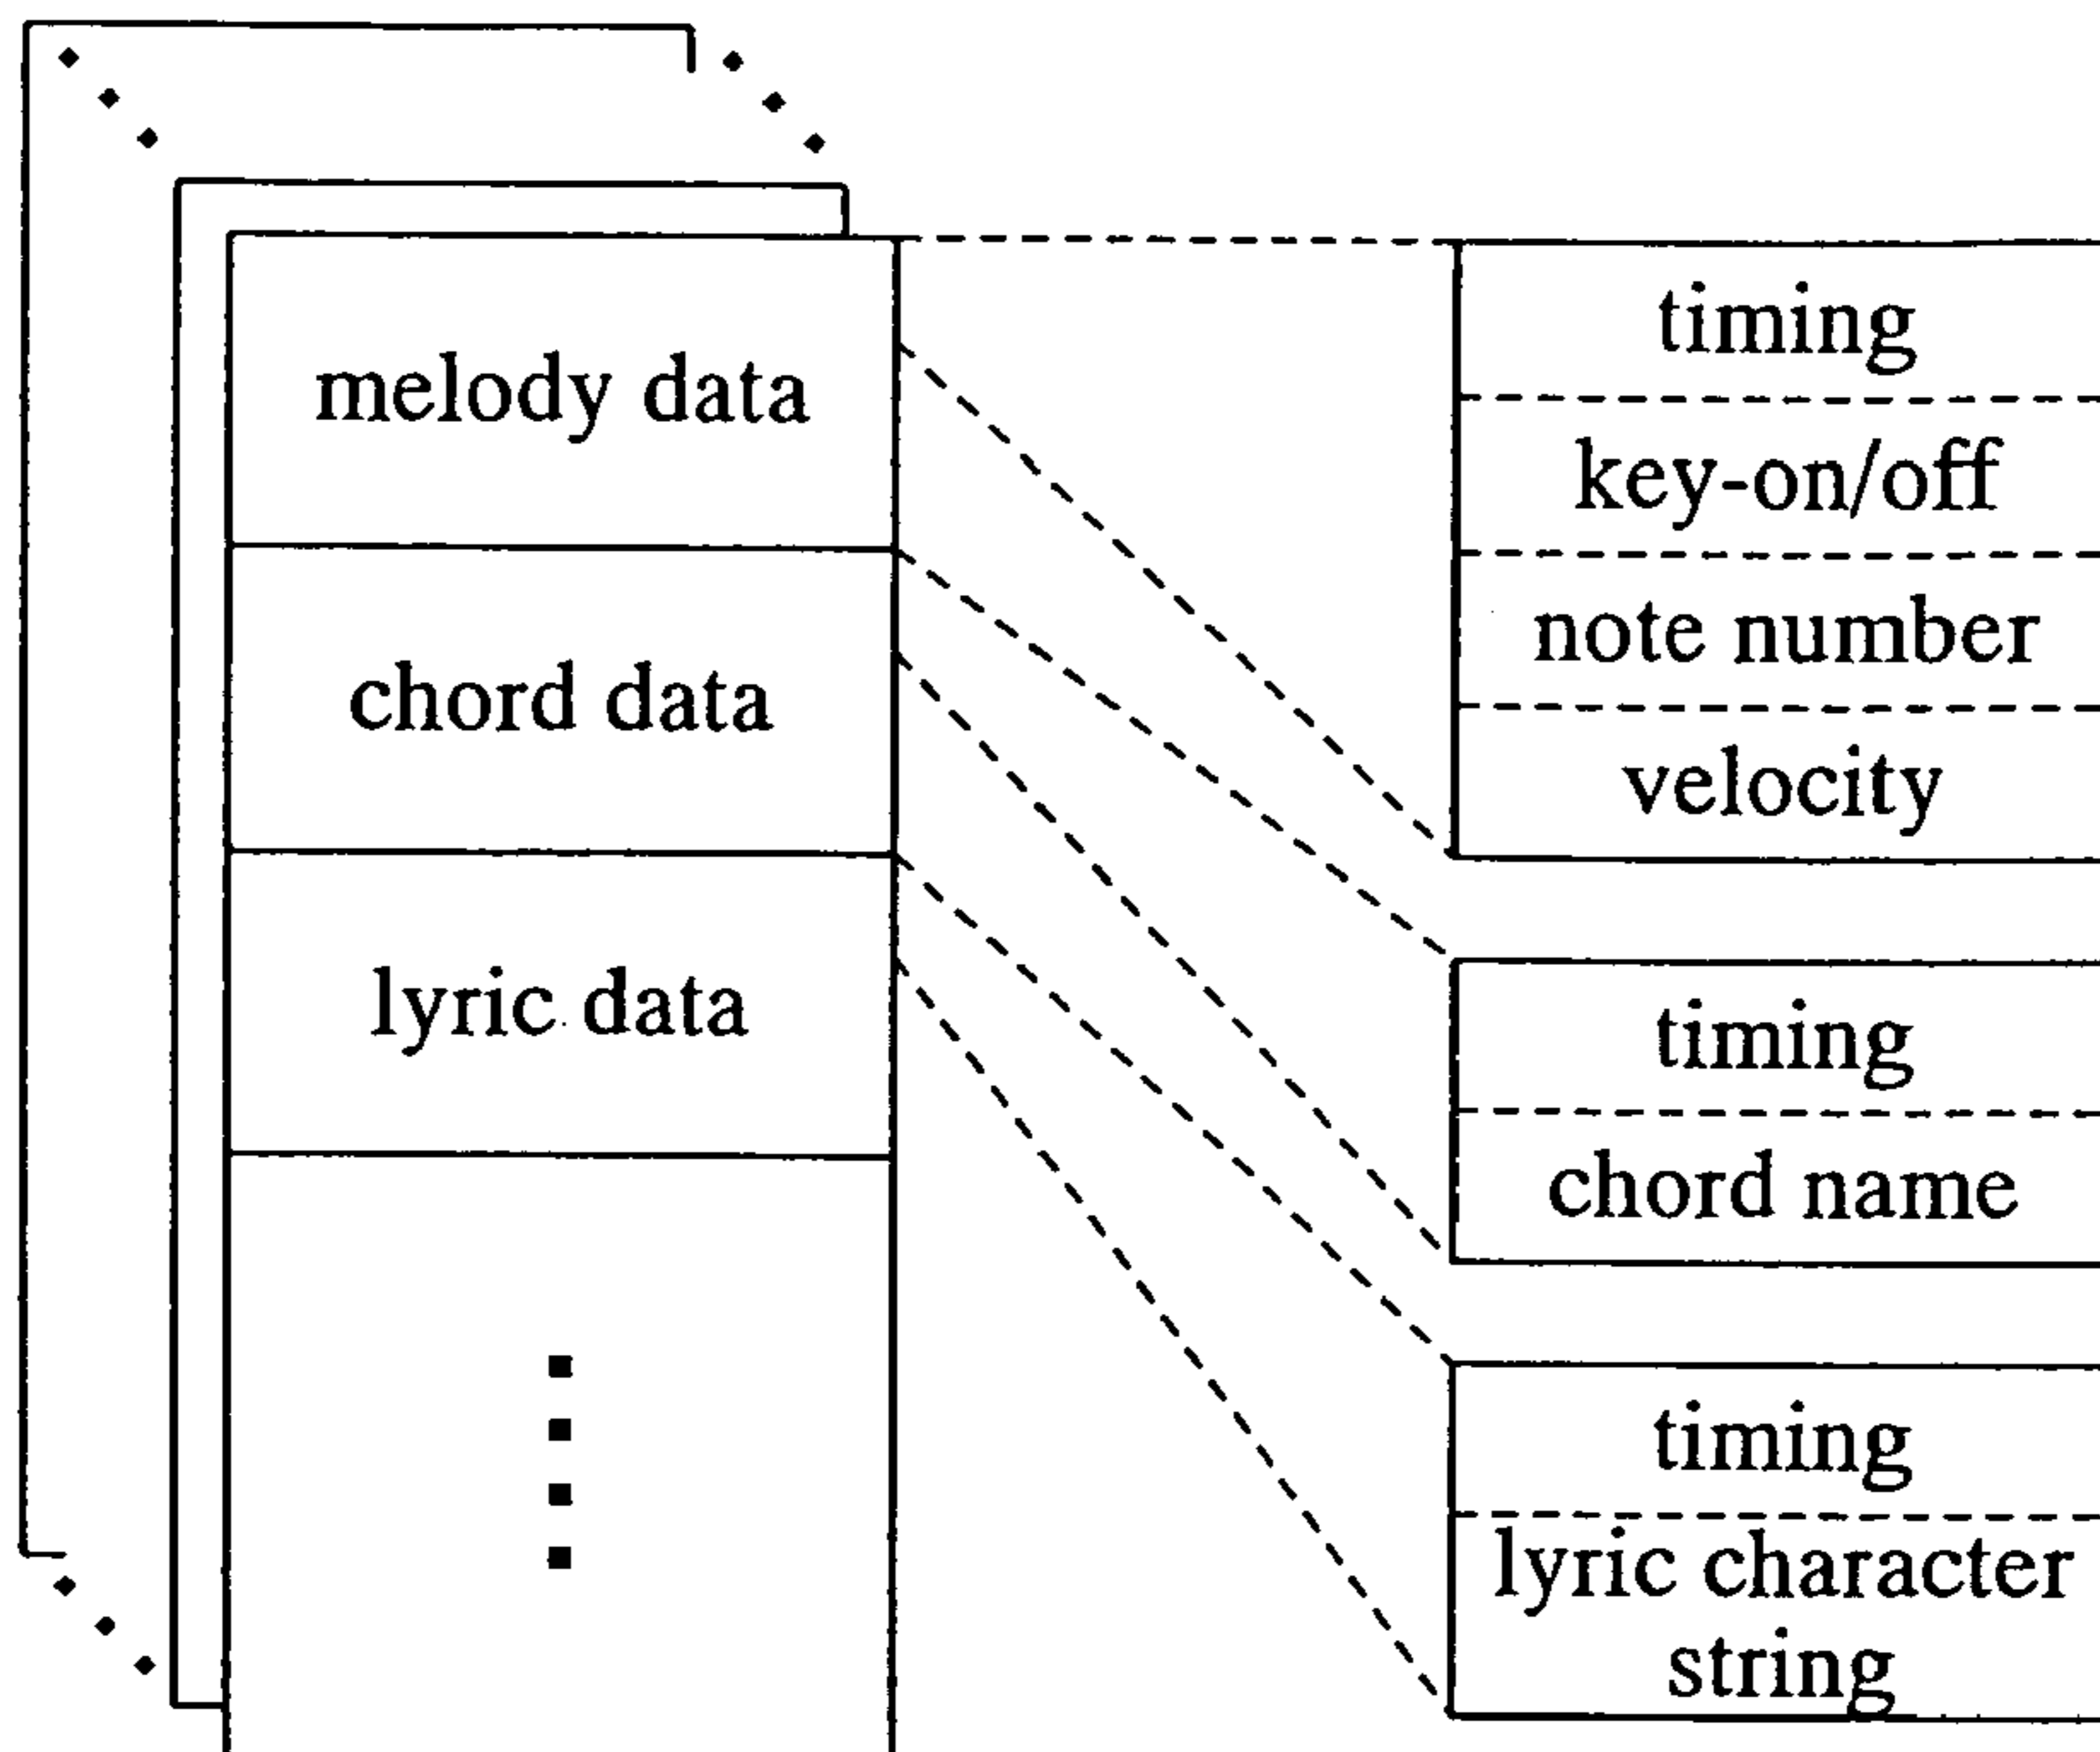 melody data
chord data
lyric data
timing
key-on/off
note number
velocity
timing
chord name
timing
lyric character
string